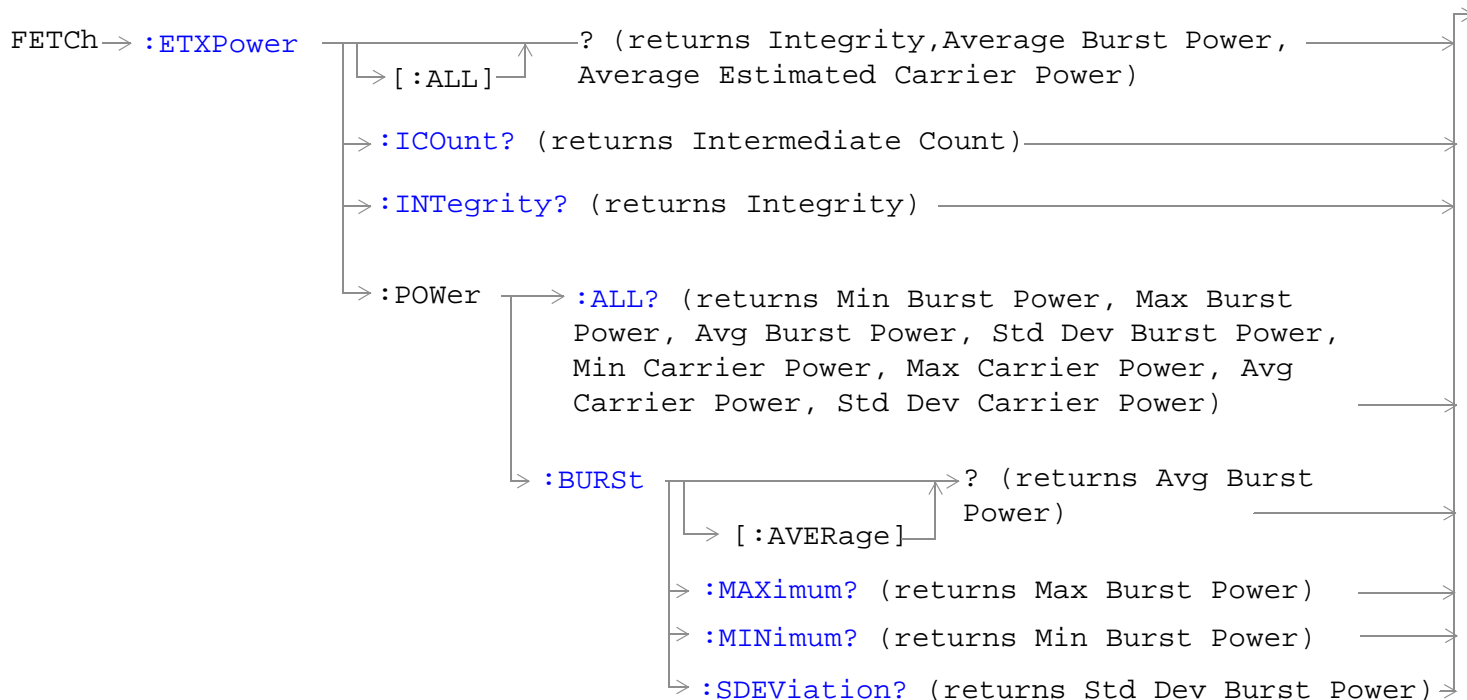 FETCh :ETXPower ? (returns Integrity,Average Burst Power,
[:ALL] Average Estimated Carrier Power)
:ICOunt? (returns Intermediate Count)
:INTegrity? (returns Integrity)
:POWer :ALL? (returns Min Burst Power, Max Burst
Power, Avg Burst Power, Std Dev Burst Power,
Min Carrier Power, Max Carrier Power, Avg
Carrier Power, Std Dev Carrier Power)
:BURSt ? (returns Avg Burst
Power)
[:AVERage]
:MAXimum? (returns Max Burst Power)
:MINimum? (returns Min Burst Power)
:SDEViation? (returns Std Dev Burst Power)